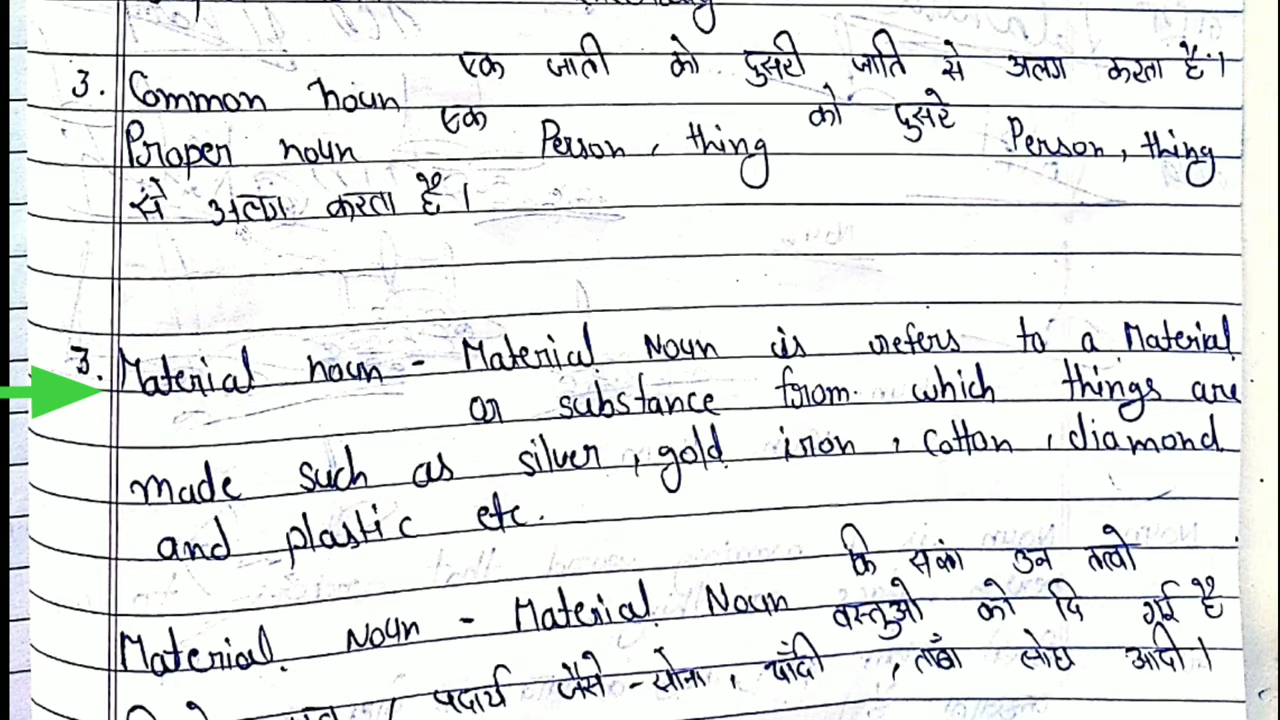 3. Common noun एक जाती को दुसरी जाति से अलग करता है।
Proper noun एक Person, thing को दुसरे Person, thing
से अलग करता है।
3. Material noun - Material Noun is refers to a Material
or substance from which things are
made such as silver, gold iron, Cotton, diamond
and plastic etc.
Material Noun - Material Noun कि उन तत्वो
वस्तुओ को दि गई है
पदार्थ जैसे - सोना, चाँदी, ताँबा लोहा आदी।